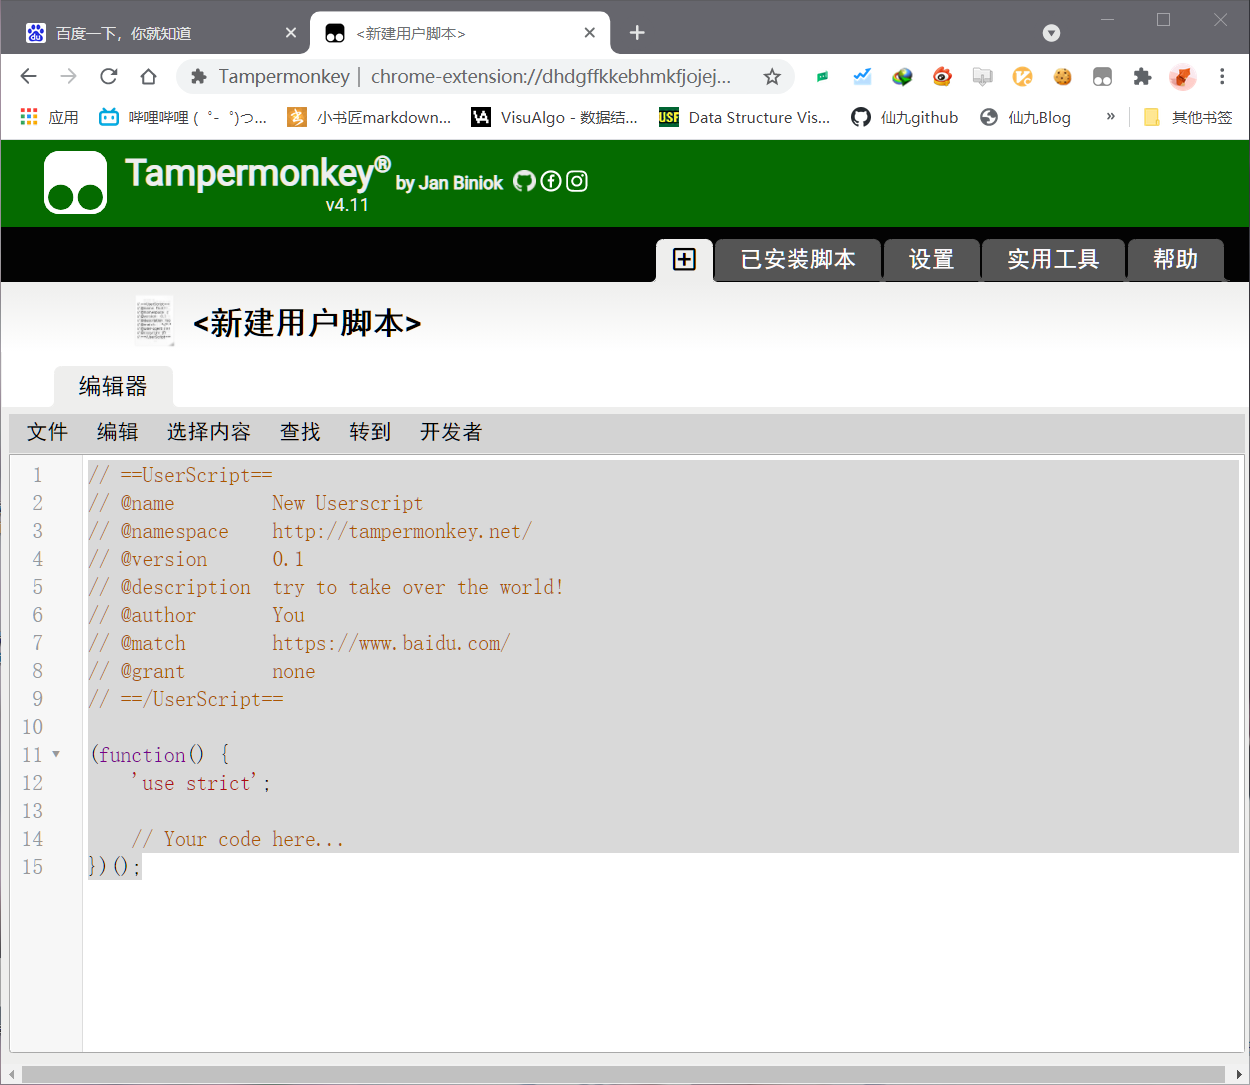 百度一下，你就知道
<新建用户脚本>
Tampermonkey | chrome-extension://dhdgffkkebhmkfjojej...
应用 哔哩哔哩 ( ゜- ゜)つ... 小书匠markdown... VisuAlgo - 数据结... USF Data Structure Vis... 仙九github 仙九Blog » 其他书签
Tampermonkey® by Jan Biniok
v4.11
已安装脚本 设置 实用工具 帮助
<新建用户脚本>
编辑器
文件 编辑 选择内容 查找 转到 开发者
1 // ==UserScript==
2 // @name         New Userscript
3 // @namespace    http://tampermonkey.net/
4 // @version      0.1
5 // @description  try to take over the world!
6 // @author       You
7 // @match        https://www.baidu.com/
8 // @grant        none
9 // ==/UserScript==
10
11 (function() {
12     'use strict';
13
14     // Your code here...
15 })();